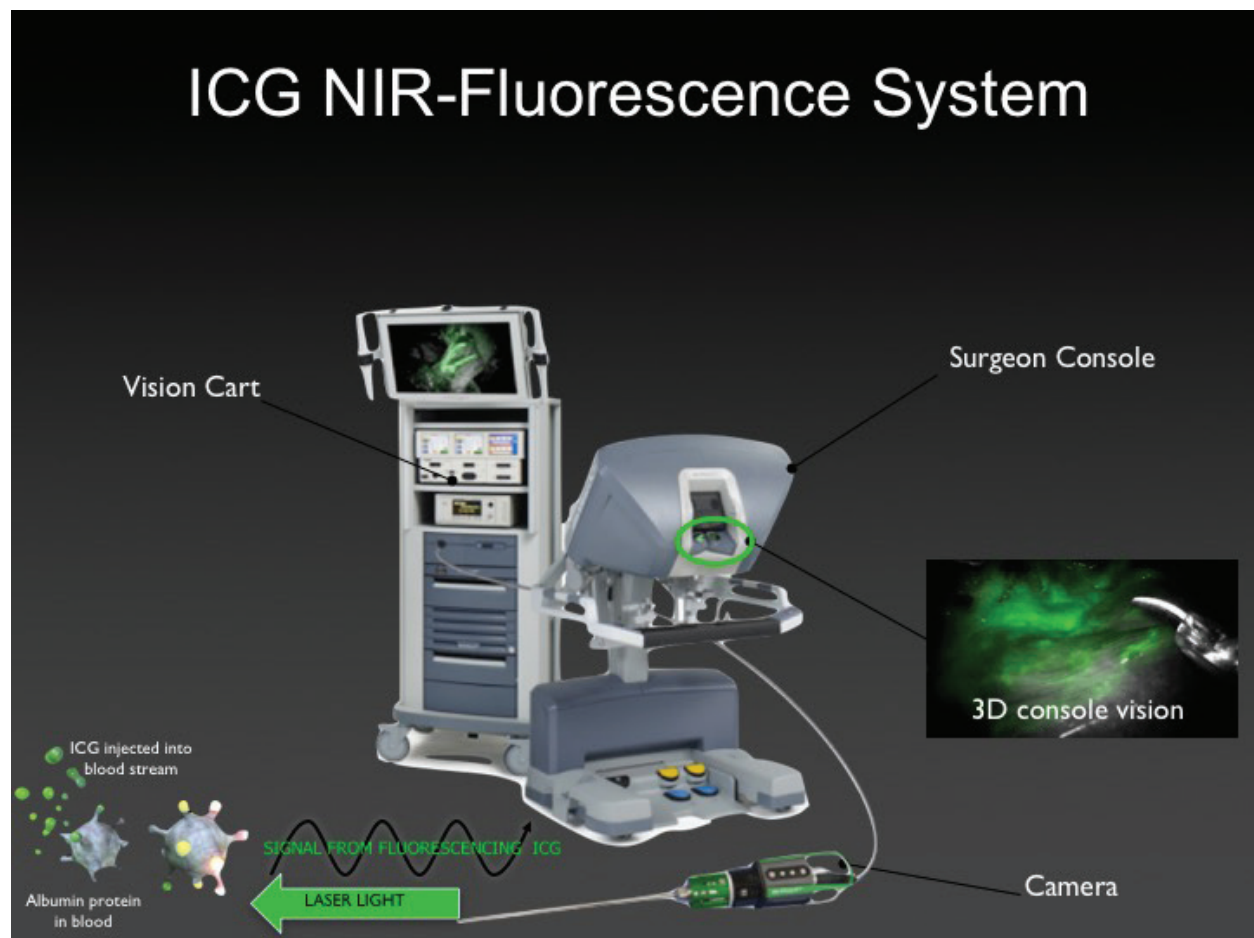 ICG NIR-Fluorescence System
Surgeon Console
Vision Cart
3D console vision
ICG injected into
blood stream
SIGNAL FROM FLUORESCENCING ICG
LASER LIGHT
Albumin protein
in blood
Camera